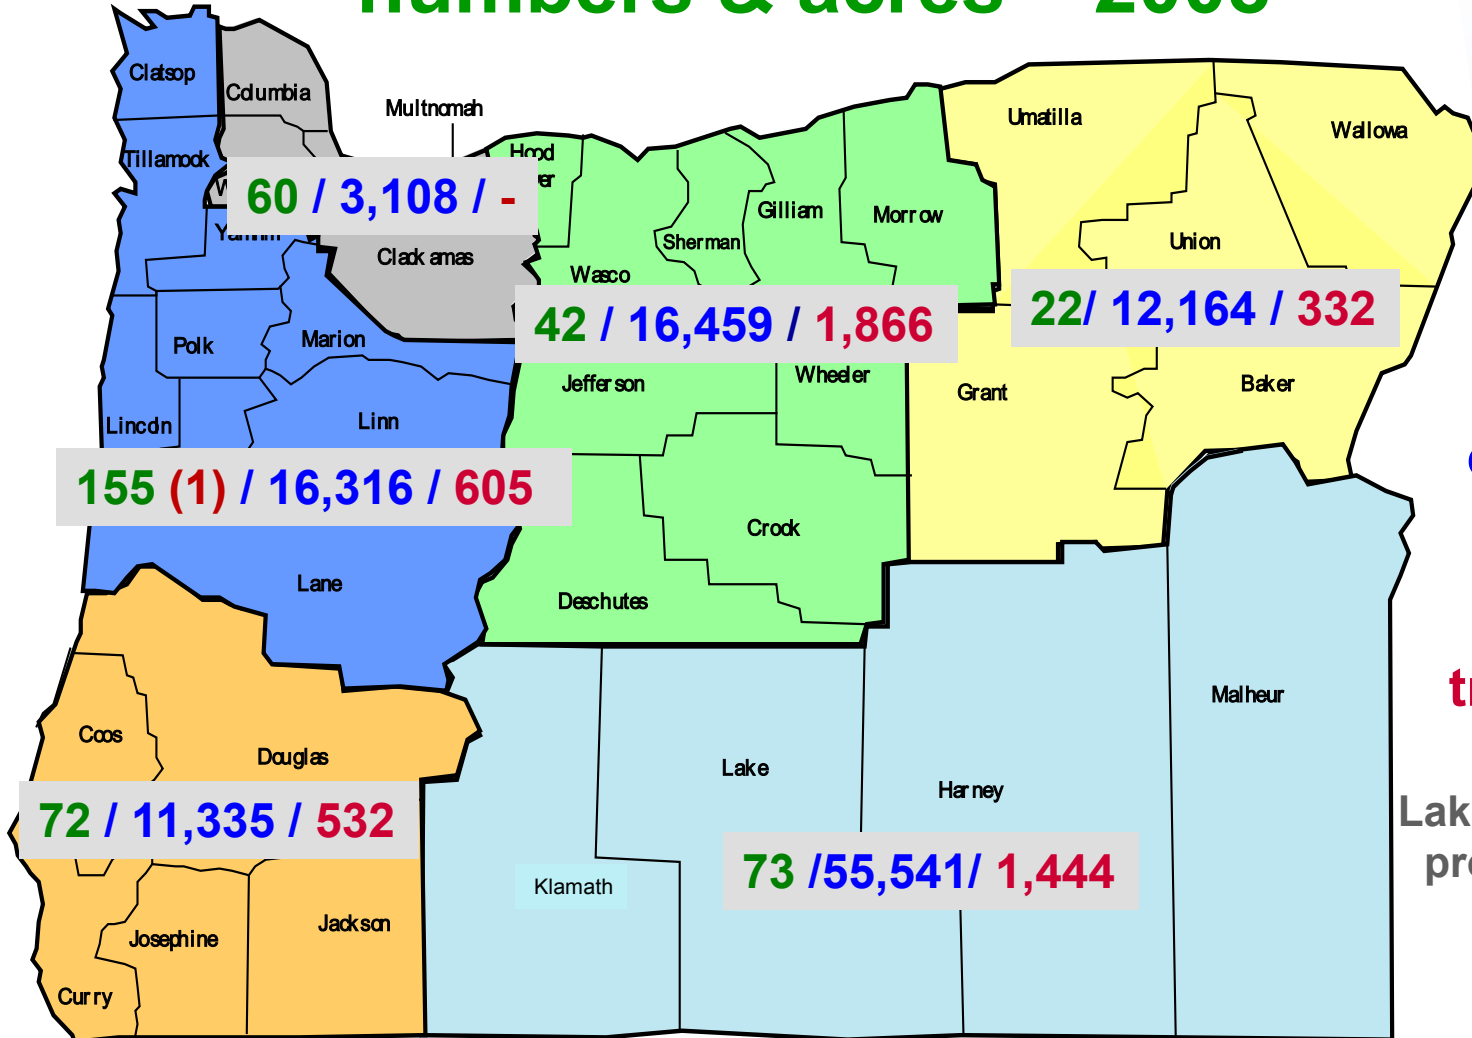 numbers & acres
Clatsop
Columbia
Multnomah
Umatilla
Wallowa
Tillamook
Hood
60 / 3,108 / -
Gilliam
Morrow
Sherman
Union
Clackamas
Wasco
42 / 16,459 / 1,866
22/ 12,164 / 332
Polk
Marion
Jefferson
Wheeler
Grant
Baker
Lincoln
Linn
155 (1) / 16,316 / 605
Crook
Lane
Deschutes
Malheur
Coos
Douglas
Lake
Harney
72 / 11,335 / 532
73 /55,541/ 1,444
Klamath
Jackson
Josephine
Curry